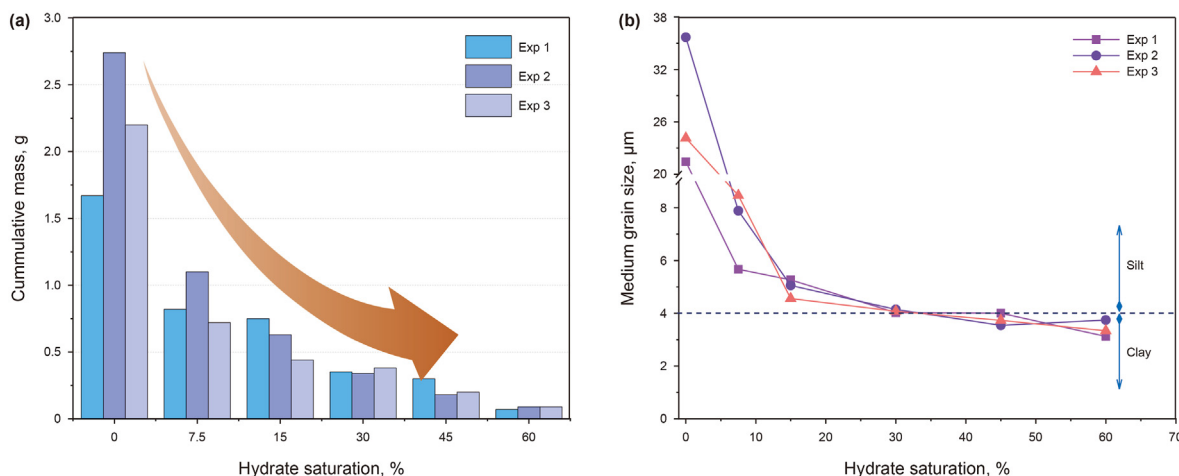 (a)
3.0
2.5
2.0
1.5
1.0
0.5
0
Cummulative mass, g
Exp 1
Exp 2
Exp 3
0 7.5 15 30 45 60
Hydrate saturation, %
(b)
38
32
26
20
8
6
4
2
0
Medium grain size, μm
Exp 1
Exp 2
Exp 3
Silt
Clay
0 10 20 30 40 50 60 70
Hydrate saturation, %